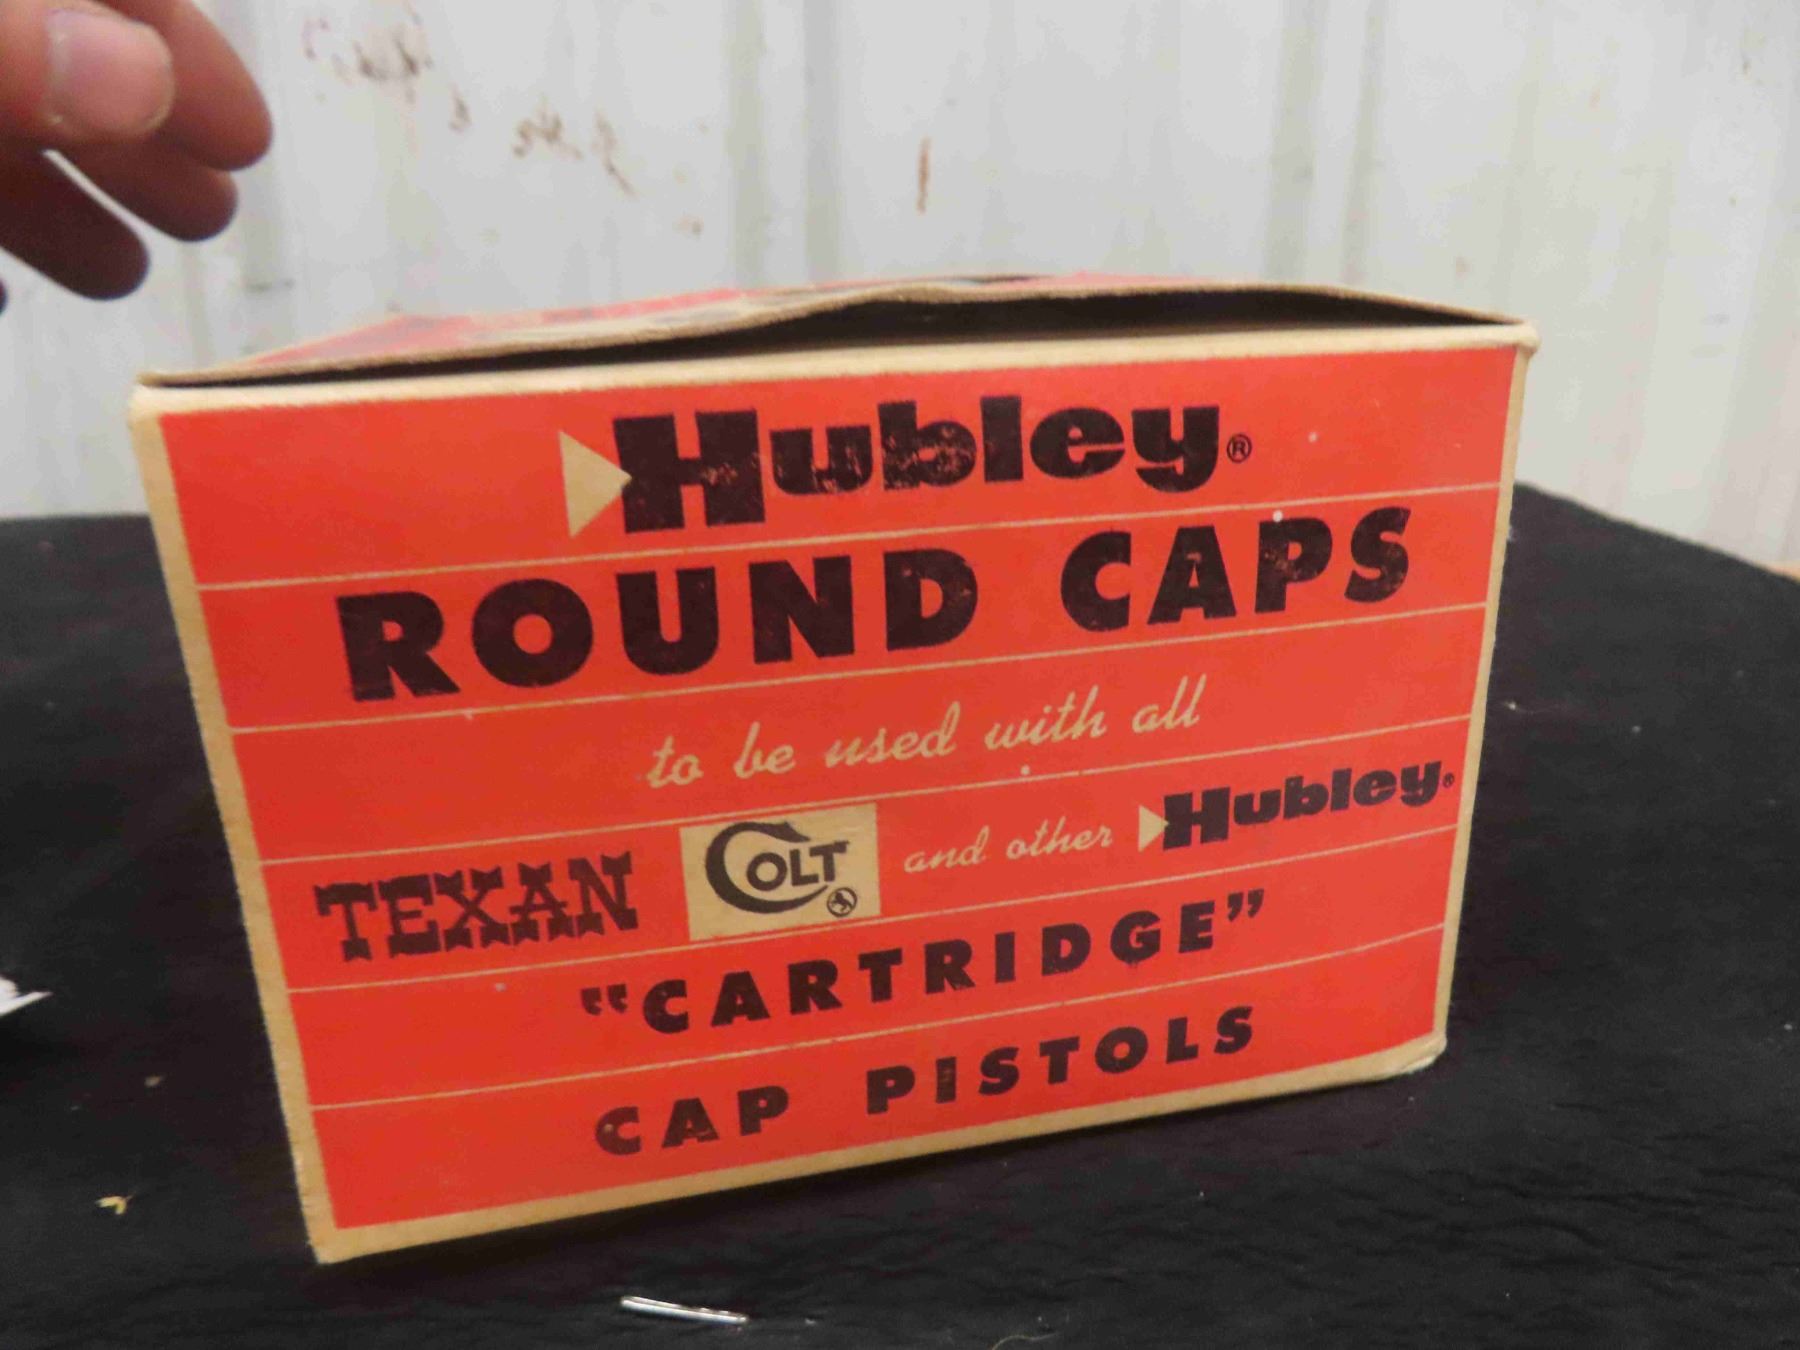 Hubley®
ROUND CAPS
to be used with all
TEXAN COLT and other Hubley®
"CARTRIDGE"
CAP PISTOLS